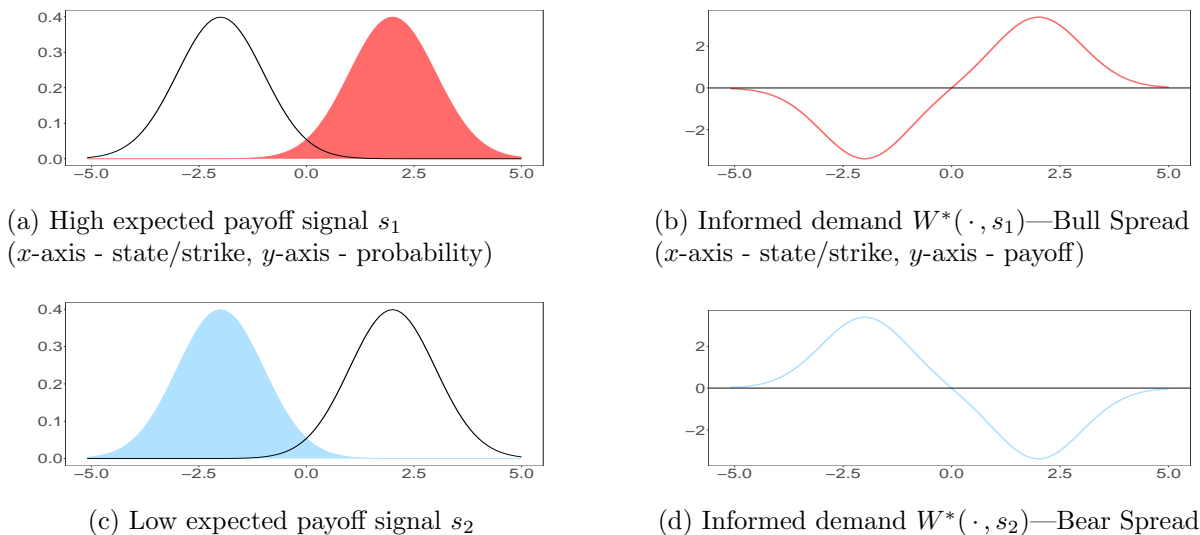 0.4
0.3
0.2
0.1
0.0
−5.0 −2.5 0.0 2.5 5.0
(a) High expected payoff signal s₁
(x-axis - state/strike, y-axis - probability)
2
0
−2
−5.0 −2.5 0.0 2.5 5.0
(b) Informed demand W*(·, s₁)—Bull Spread
(x-axis - state/strike, y-axis - payoff)
0.4
0.3
0.2
0.1
0.0
−5.0 −2.5 0.0 2.5 5.0
(c) Low expected payoff signal s₂
2
0
−2
−5.0 −2.5 0.0 2.5 5.0
(d) Informed demand W*(·, s₂)—Bear Spread